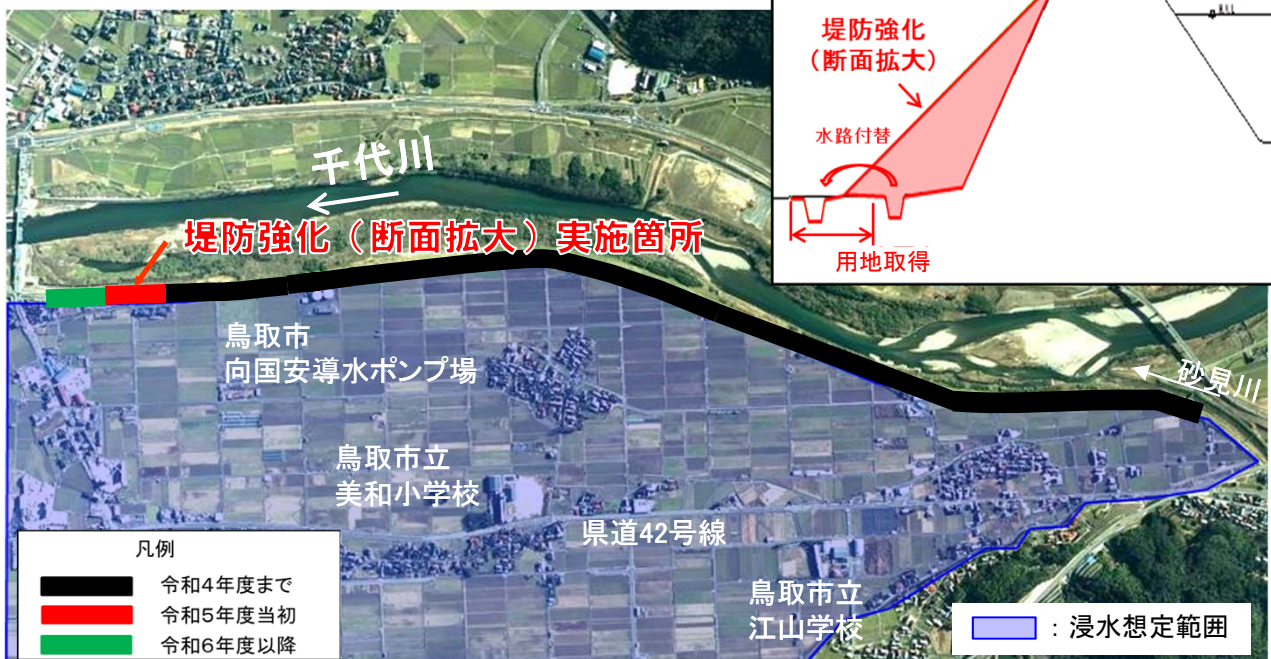 堤防強化
(断面拡大)
水路付替
用地取得
千代川
堤防強化(断面拡大)実施箇所
砂見川
鳥取市
向国安導水ポンプ場
鳥取市立
美和小学校
県道42号線
鳥取市立
江山学校
凡例
令和4年度まで
令和5年度当初
令和6年度以降
:浸水想定範囲